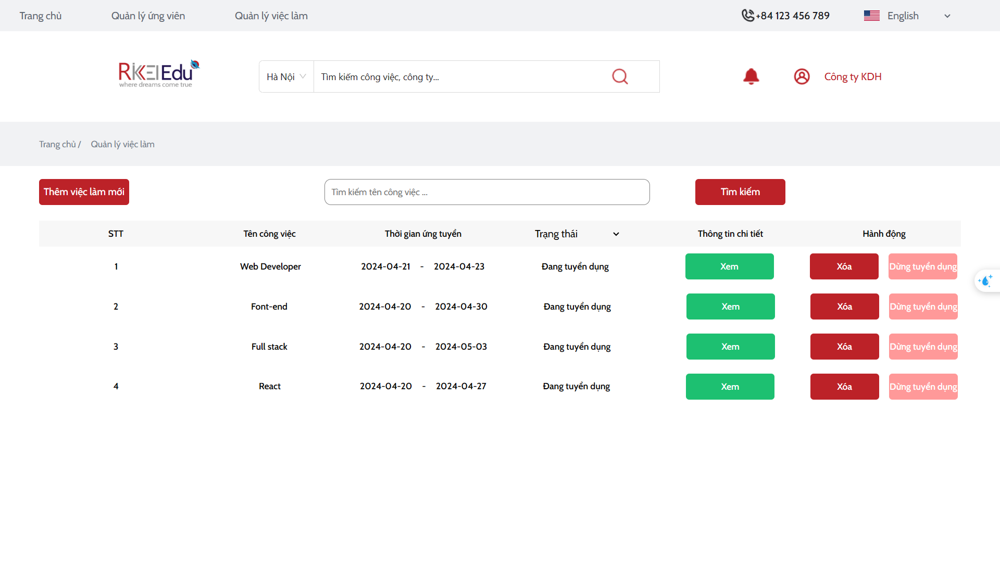 Trang chủ Quản lý ứng viên Quản lý việc làm +84 123 456 789 English
RIKKEI Edu
where dreams come true
Hà Nội Tìm kiếm công việc, công ty... Công ty KDH
Trang chủ / Quản lý việc làm
Thêm việc làm mới Tìm kiếm tên công việc ... Tìm kiếm
STT Tên công việc Thời gian ứng tuyển Trạng thái Thông tin chi tiết Hành động
1 Web Developer 2024-04-21 - 2024-04-23 Đang tuyển dụng Xem Xóa Dừng tuyển dụng
2 Font-end 2024-04-20 - 2024-04-30 Đang tuyển dụng Xem Xóa Dừng tuyển dụng
3 Full stack 2024-04-20 - 2024-05-03 Đang tuyển dụng Xem Xóa Dừng tuyển dụng
4 React 2024-04-20 - 2024-04-27 Đang tuyển dụng Xem Xóa Dừng tuyển dụng